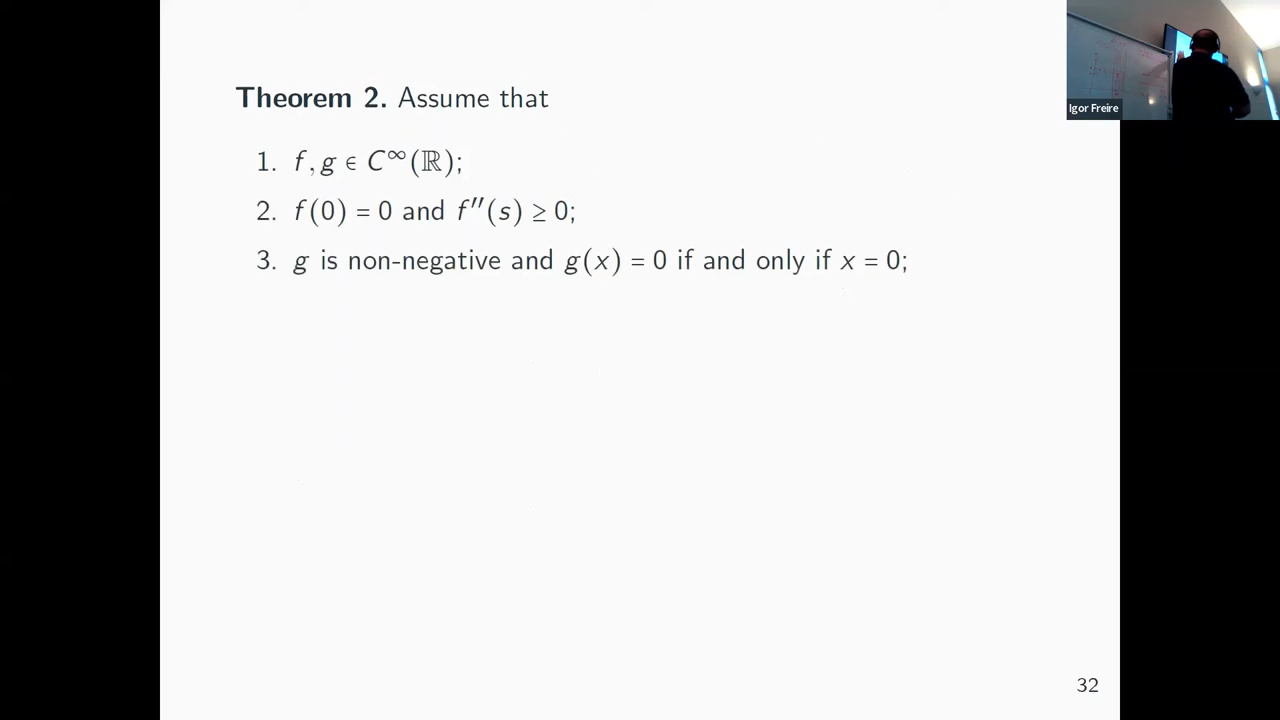 Theorem 2. Assume that
1. f, g ∈ C^∞(ℝ);
2. f(0) = 0 and f″(s) ≥ 0;
3. g is non-negative and g(x) = 0 if and only if x = 0;
Igor Freire
32